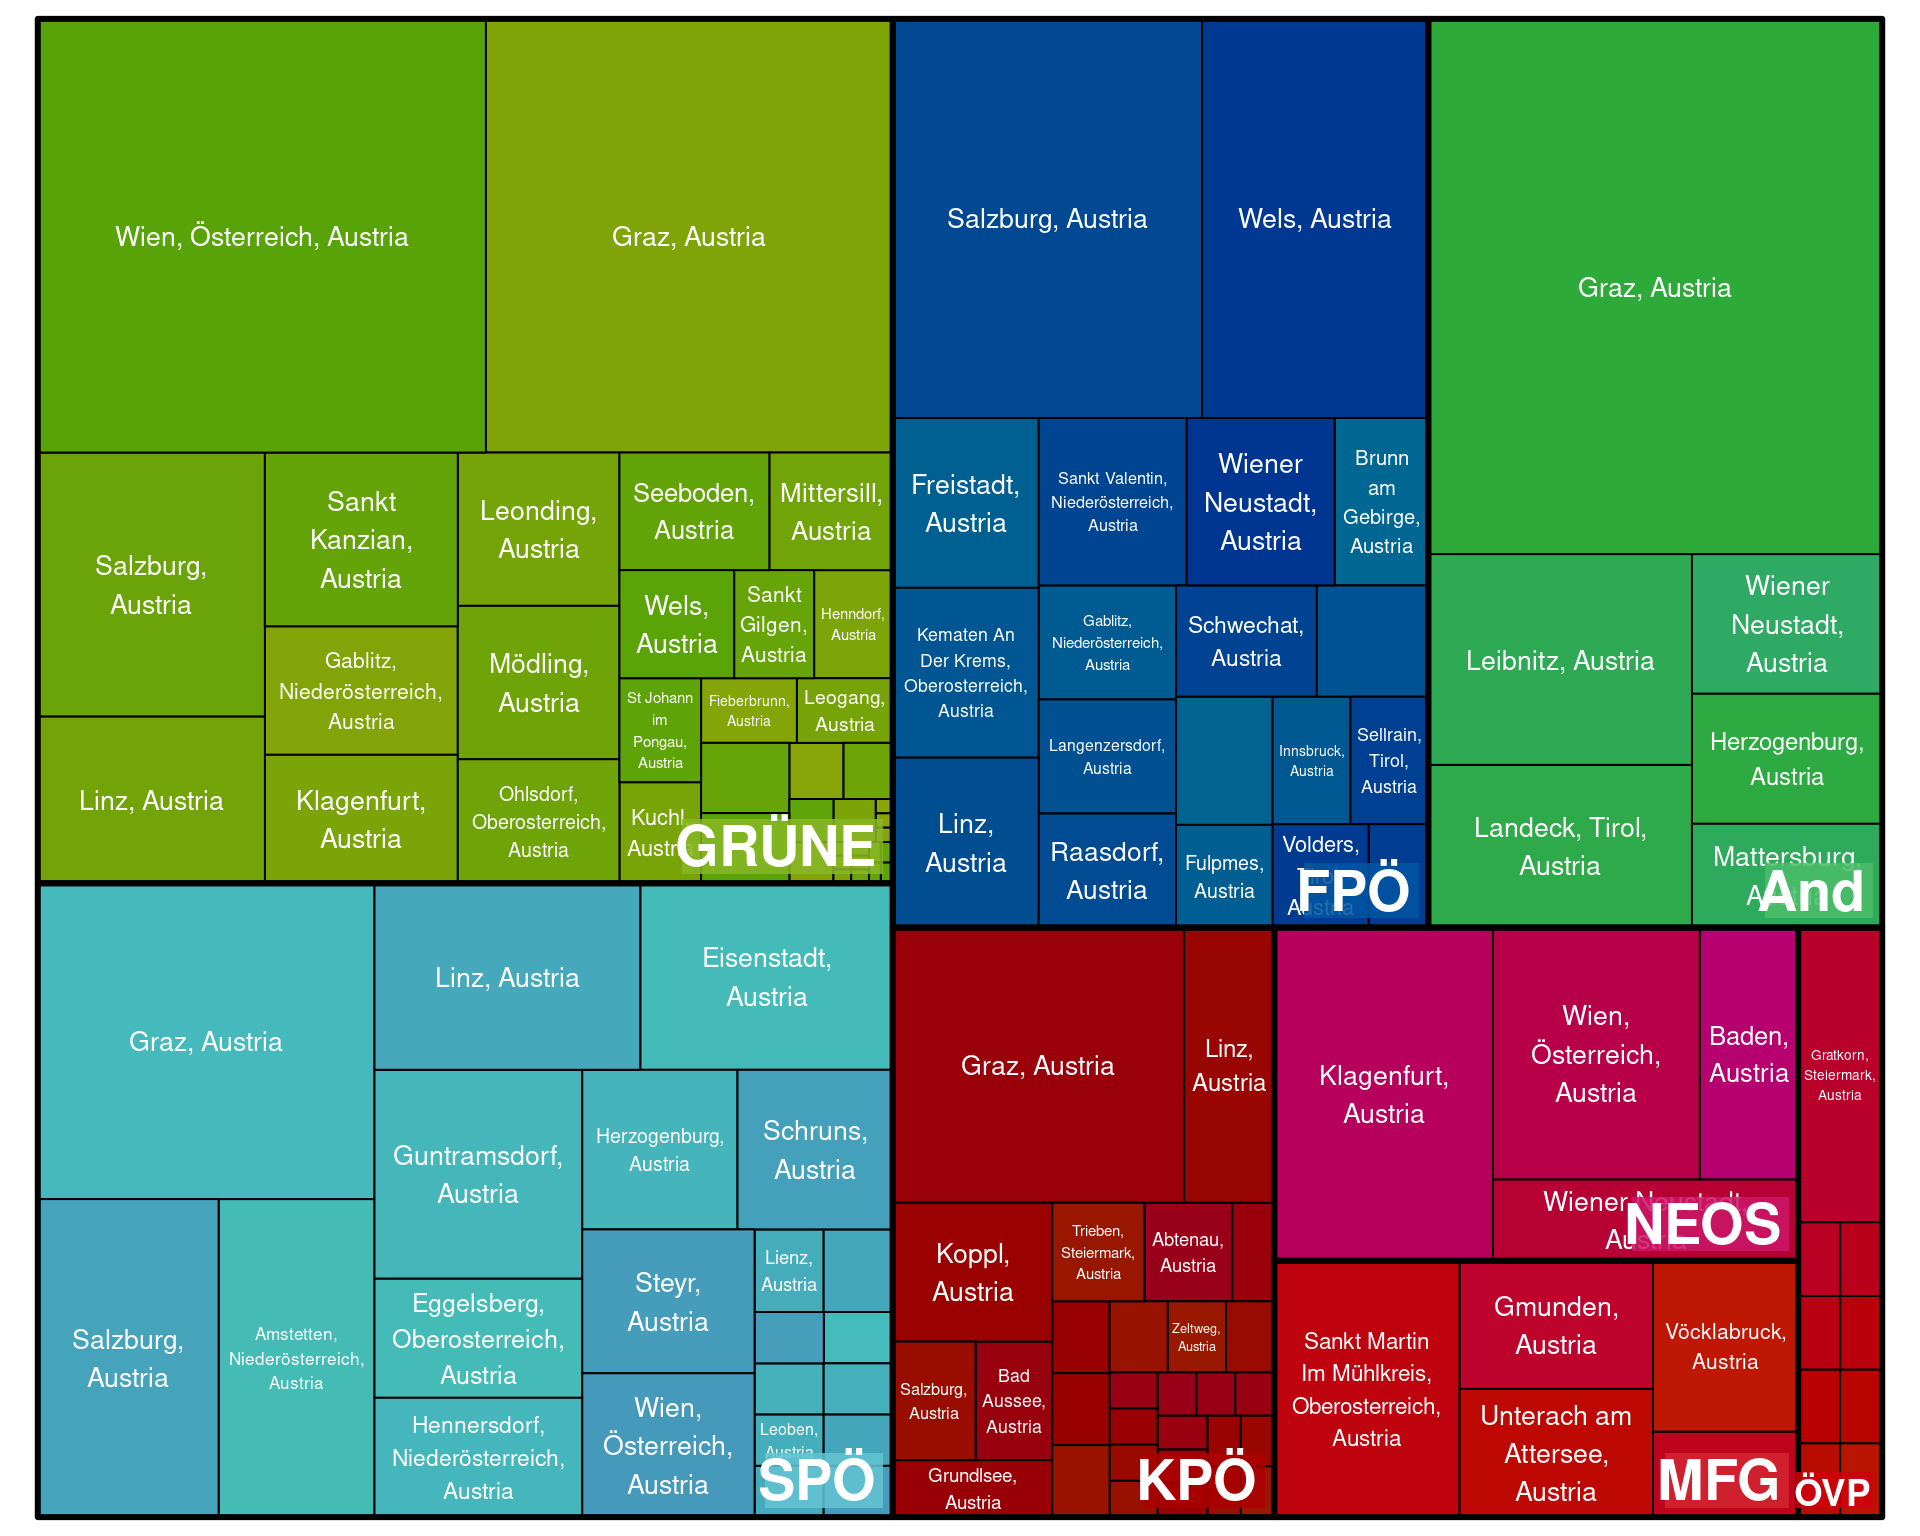 Wien, Österreich, Austria
Graz, Austria
Salzburg,
Austria
Linz, Austria
Sankt
Kanzian,
Austria
Gablitz,
Niederösterreich,
Austria
Klagenfurt,
Austria
Leonding,
Austria
Mödling,
Austria
Ohlsdorf,
Oberosterreich,
Austria
Seeboden,
Austria
Mittersill,
Austria
Wels,
Austria
Sankt
Gilgen,
Austria
Henndorf,
Austria
St Johann
im
Pongau,
Austria
Fieberbrunn,
Austria
Leogang,
Austria
Kuchl,
Austria
GRÜNE
Salzburg, Austria
Wels, Austria
Freistadt,
Austria
Sankt Valentin,
Niederösterreich,
Austria
Wiener
Neustadt,
Austria
Brunn
am
Gebirge,
Austria
Kematen An
Der Krems,
Oberosterreich,
Austria
Gablitz,
Niederösterreich,
Austria
Schwechat,
Austria
Langenzersdorf,
Austria
Innsbruck,
Austria
Sellrain,
Tirol,
Austria
Linz,
Austria
Raasdorf,
Austria
Fulpmes,
Austria
Volders,
Tirol,
Austria
FPÖ
Graz, Austria
Leibnitz, Austria
Wiener
Neustadt,
Austria
Herzogenburg,
Austria
Landeck, Tirol,
Austria
Mattersburg,
Austria
And
Graz, Austria
Linz, Austria
Eisenstadt,
Austria
Guntramsdorf,
Austria
Herzogenburg,
Austria
Schruns,
Austria
Salzburg,
Austria
Amstetten,
Niederösterreich,
Austria
Eggelsberg,
Oberosterreich,
Austria
Hennersdorf,
Niederösterreich,
Austria
Steyr,
Austria
Wien,
Österreich,
Austria
Lienz,
Austria
Leoben,
Austria
SPÖ
Graz, Austria
Linz,
Austria
Koppl,
Austria
Trieben,
Steiermark,
Austria
Abtenau,
Austria
Zeltweg,
Austria
Salzburg,
Austria
Bad
Aussee,
Austria
Grundlsee,
Austria
KPÖ
Klagenfurt,
Austria
Wien,
Österreich,
Austria
Baden,
Austria
Wiener Neustadt,
Austria
NEOS
Sankt Martin
Im Mühlkreis,
Oberosterreich,
Austria
Gmunden,
Austria
Unterach am
Attersee,
Austria
Vöcklabruck,
Austria
MFG
Gratkorn,
Steiermark,
Austria
ÖVP